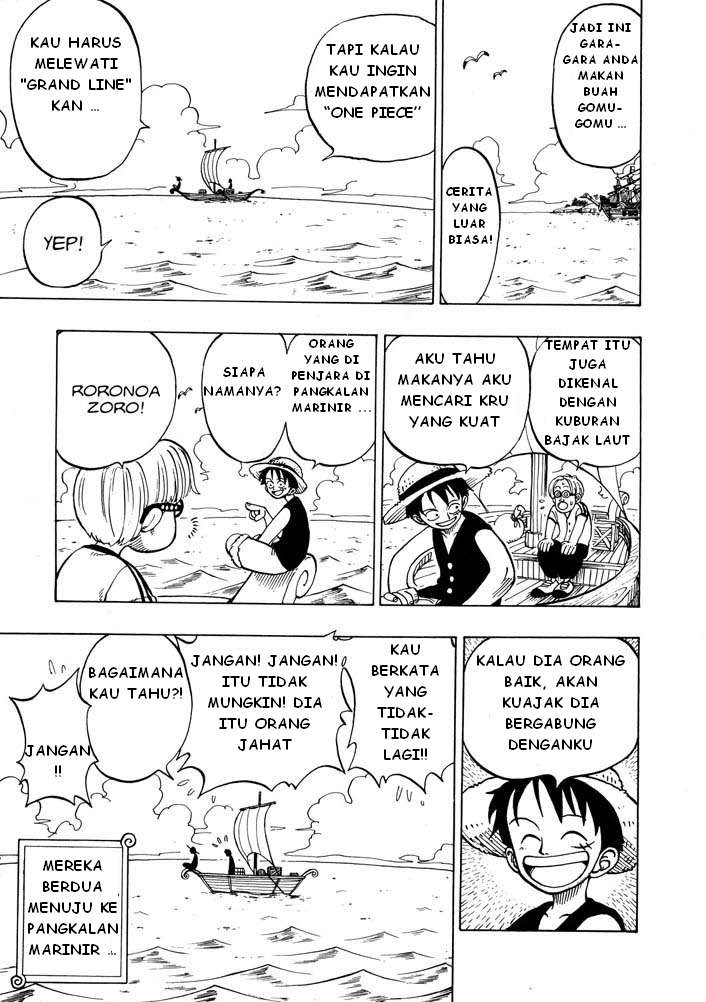 JADI INI
GARA-
GARA ANDA
MAKAN
BUAH
GOMU-
GOMU ...
CERITA
YANG
LUAR
BIASA!
TAPI KALAU
KAU INGIN
MENDAPATKAN
“ONE PIECE”
KAU HARUS
MELEWATI
"GRAND LINE"
KAN ...
YEP!
TEMPAT ITU
JUGA
DIKENAL
DENGAN
KUBURAN
BAJAK LAUT
AKU TAHU
MAKANYA AKU
MENCARI KRU
YANG KUAT
ORANG
YANG DI
PENJARA DI
PANGKALAN
MARINIR ...
SIAPA
NAMANYA?
RORONOA
ZORO!
KALAU DIA ORANG
BAIK, AKAN
KUAJAK DIA
BERGABUNG
DENGANKU
KAU
BERKATA
YANG
TIDAK-
TIDAK
LAGI!!
JANGAN! JANGAN!
ITU TIDAK
MUNGKIN! DIA
ITU ORANG
JAHAT
BAGAIMANA
KAU TAHU?!
JANGAN
!!
MEREKA
BERDUA
MENUJU KE
PANGKALAN
MARINIR ...